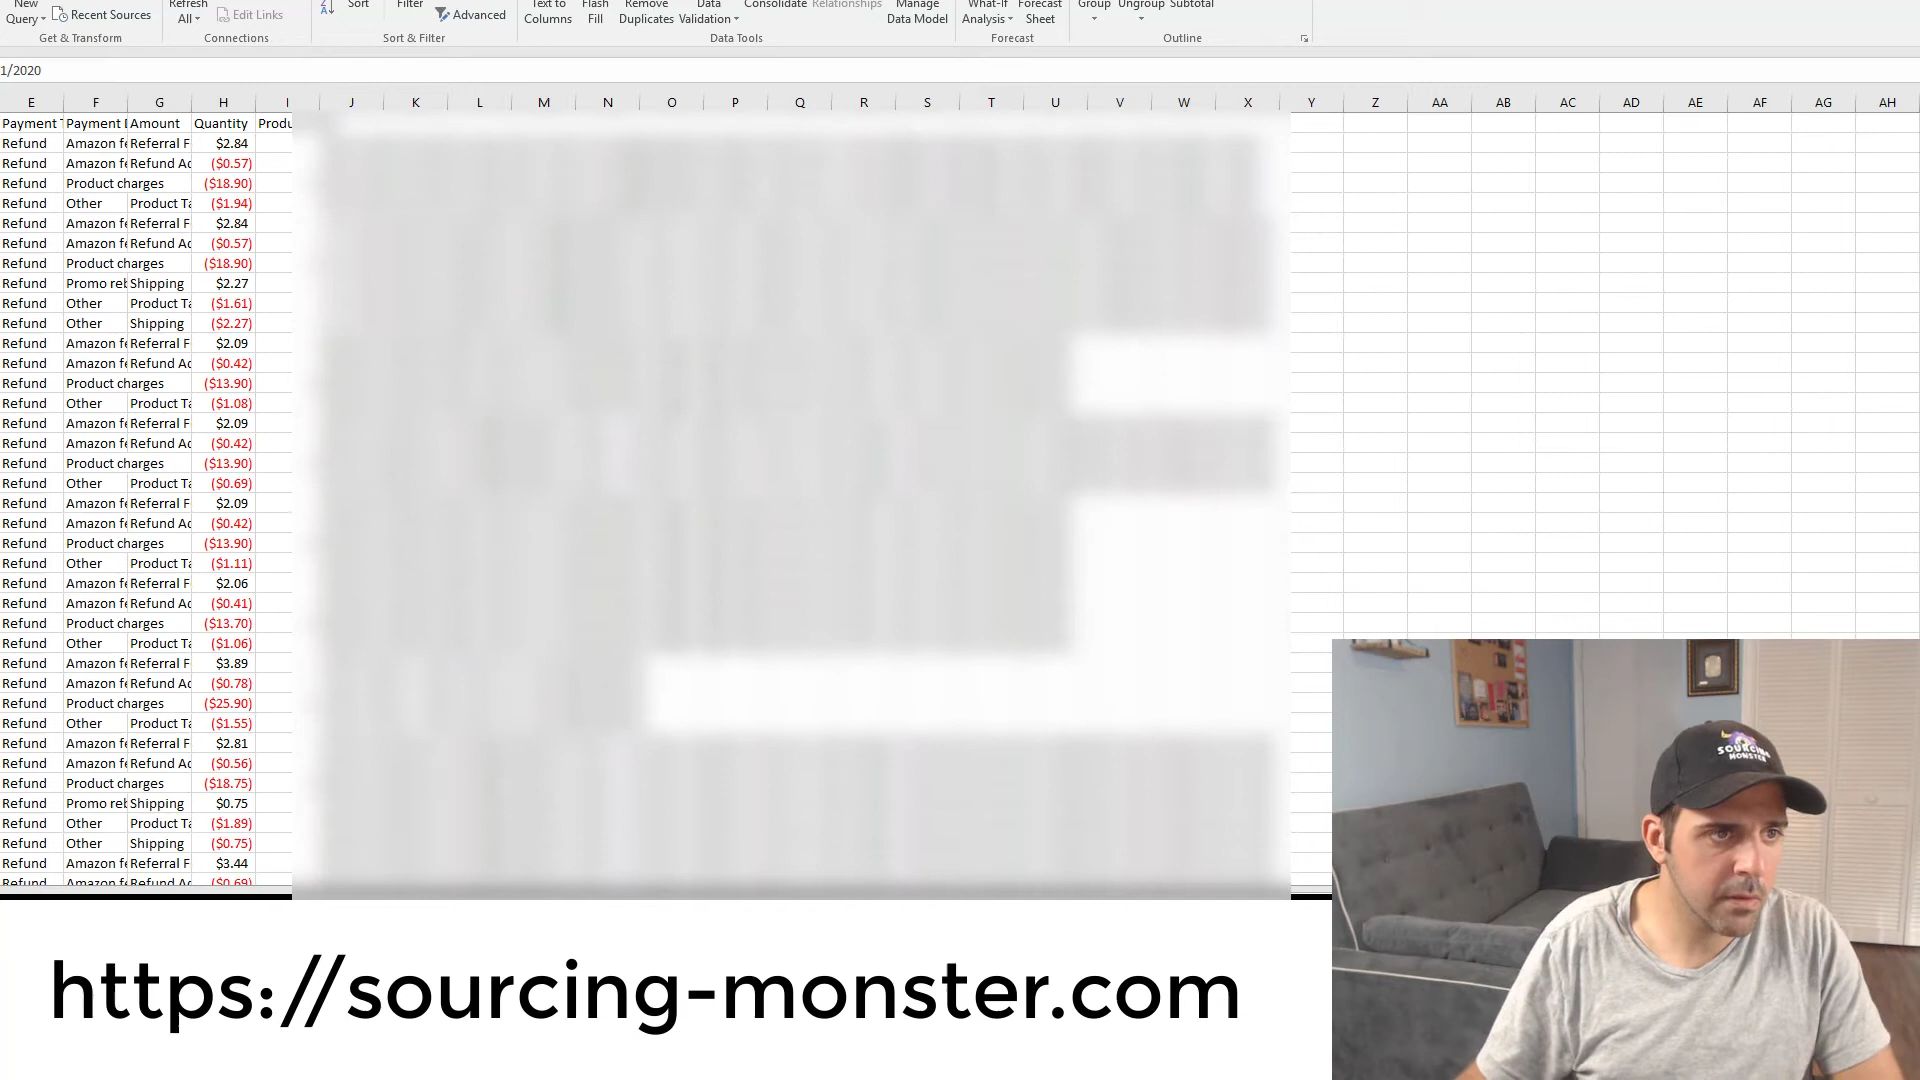 New Query Recent Sources Refresh All Edit Links Sort Filter Advanced Text to Columns Flash Fill Remove Duplicates Data Validation Consolidate Relationships Manage Data Model What-If Analysis Forecast Sheet Group Ungroup Subtotal
Get & Transform Connections Sort & Filter Data Tools Forecast Outline
1/2020
E F G H I J K L M N O P Q R S T U V W X Y Z AA AB AC AD AE AF AG AH
Payment Payment Amount Quantity Produ
Refund Amazon fe Referral F $2.84
Refund Amazon fe Refund Ac ($0.57)
Refund Product charges ($18.90)
Refund Other Product Ta ($1.94)
Refund Amazon fe Referral F $2.84
Refund Amazon fe Refund Ac ($0.57)
Refund Product charges ($18.90)
Refund Promo reb Shipping $2.27
Refund Other Product Ta ($1.61)
Refund Other Shipping ($2.27)
Refund Amazon fe Referral F $2.09
Refund Amazon fe Refund Ac ($0.42)
Refund Product charges ($13.90)
Refund Other Product Ta ($1.08)
Refund Amazon fe Referral F $2.09
Refund Amazon fe Refund Ac ($0.42)
Refund Product charges ($13.90)
Refund Other Product Ta ($0.69)
Refund Amazon fe Referral F $2.09
Refund Amazon fe Refund Ac ($0.42)
Refund Product charges ($13.90)
Refund Other Product Ta ($1.11)
Refund Amazon fe Referral F $2.06
Refund Amazon fe Refund Ac ($0.41)
Refund Product charges ($13.70)
Refund Other Product Ta ($1.06)
Refund Amazon fe Referral F $3.89
Refund Amazon fe Refund Ac ($0.78)
Refund Product charges ($25.90)
Refund Other Product Ta ($1.55)
Refund Amazon fe Referral F $2.81
Refund Amazon fe Refund Ac ($0.56)
Refund Product charges ($18.75)
Refund Promo reb Shipping $0.75
Refund Other Product Ta ($1.89)
Refund Other Shipping ($0.75)
Refund Amazon fe Referral F $3.44
Refund Amazon fe Refund Ac ($0.69)
SOURCING
MONSTER
https://sourcing-monster.com